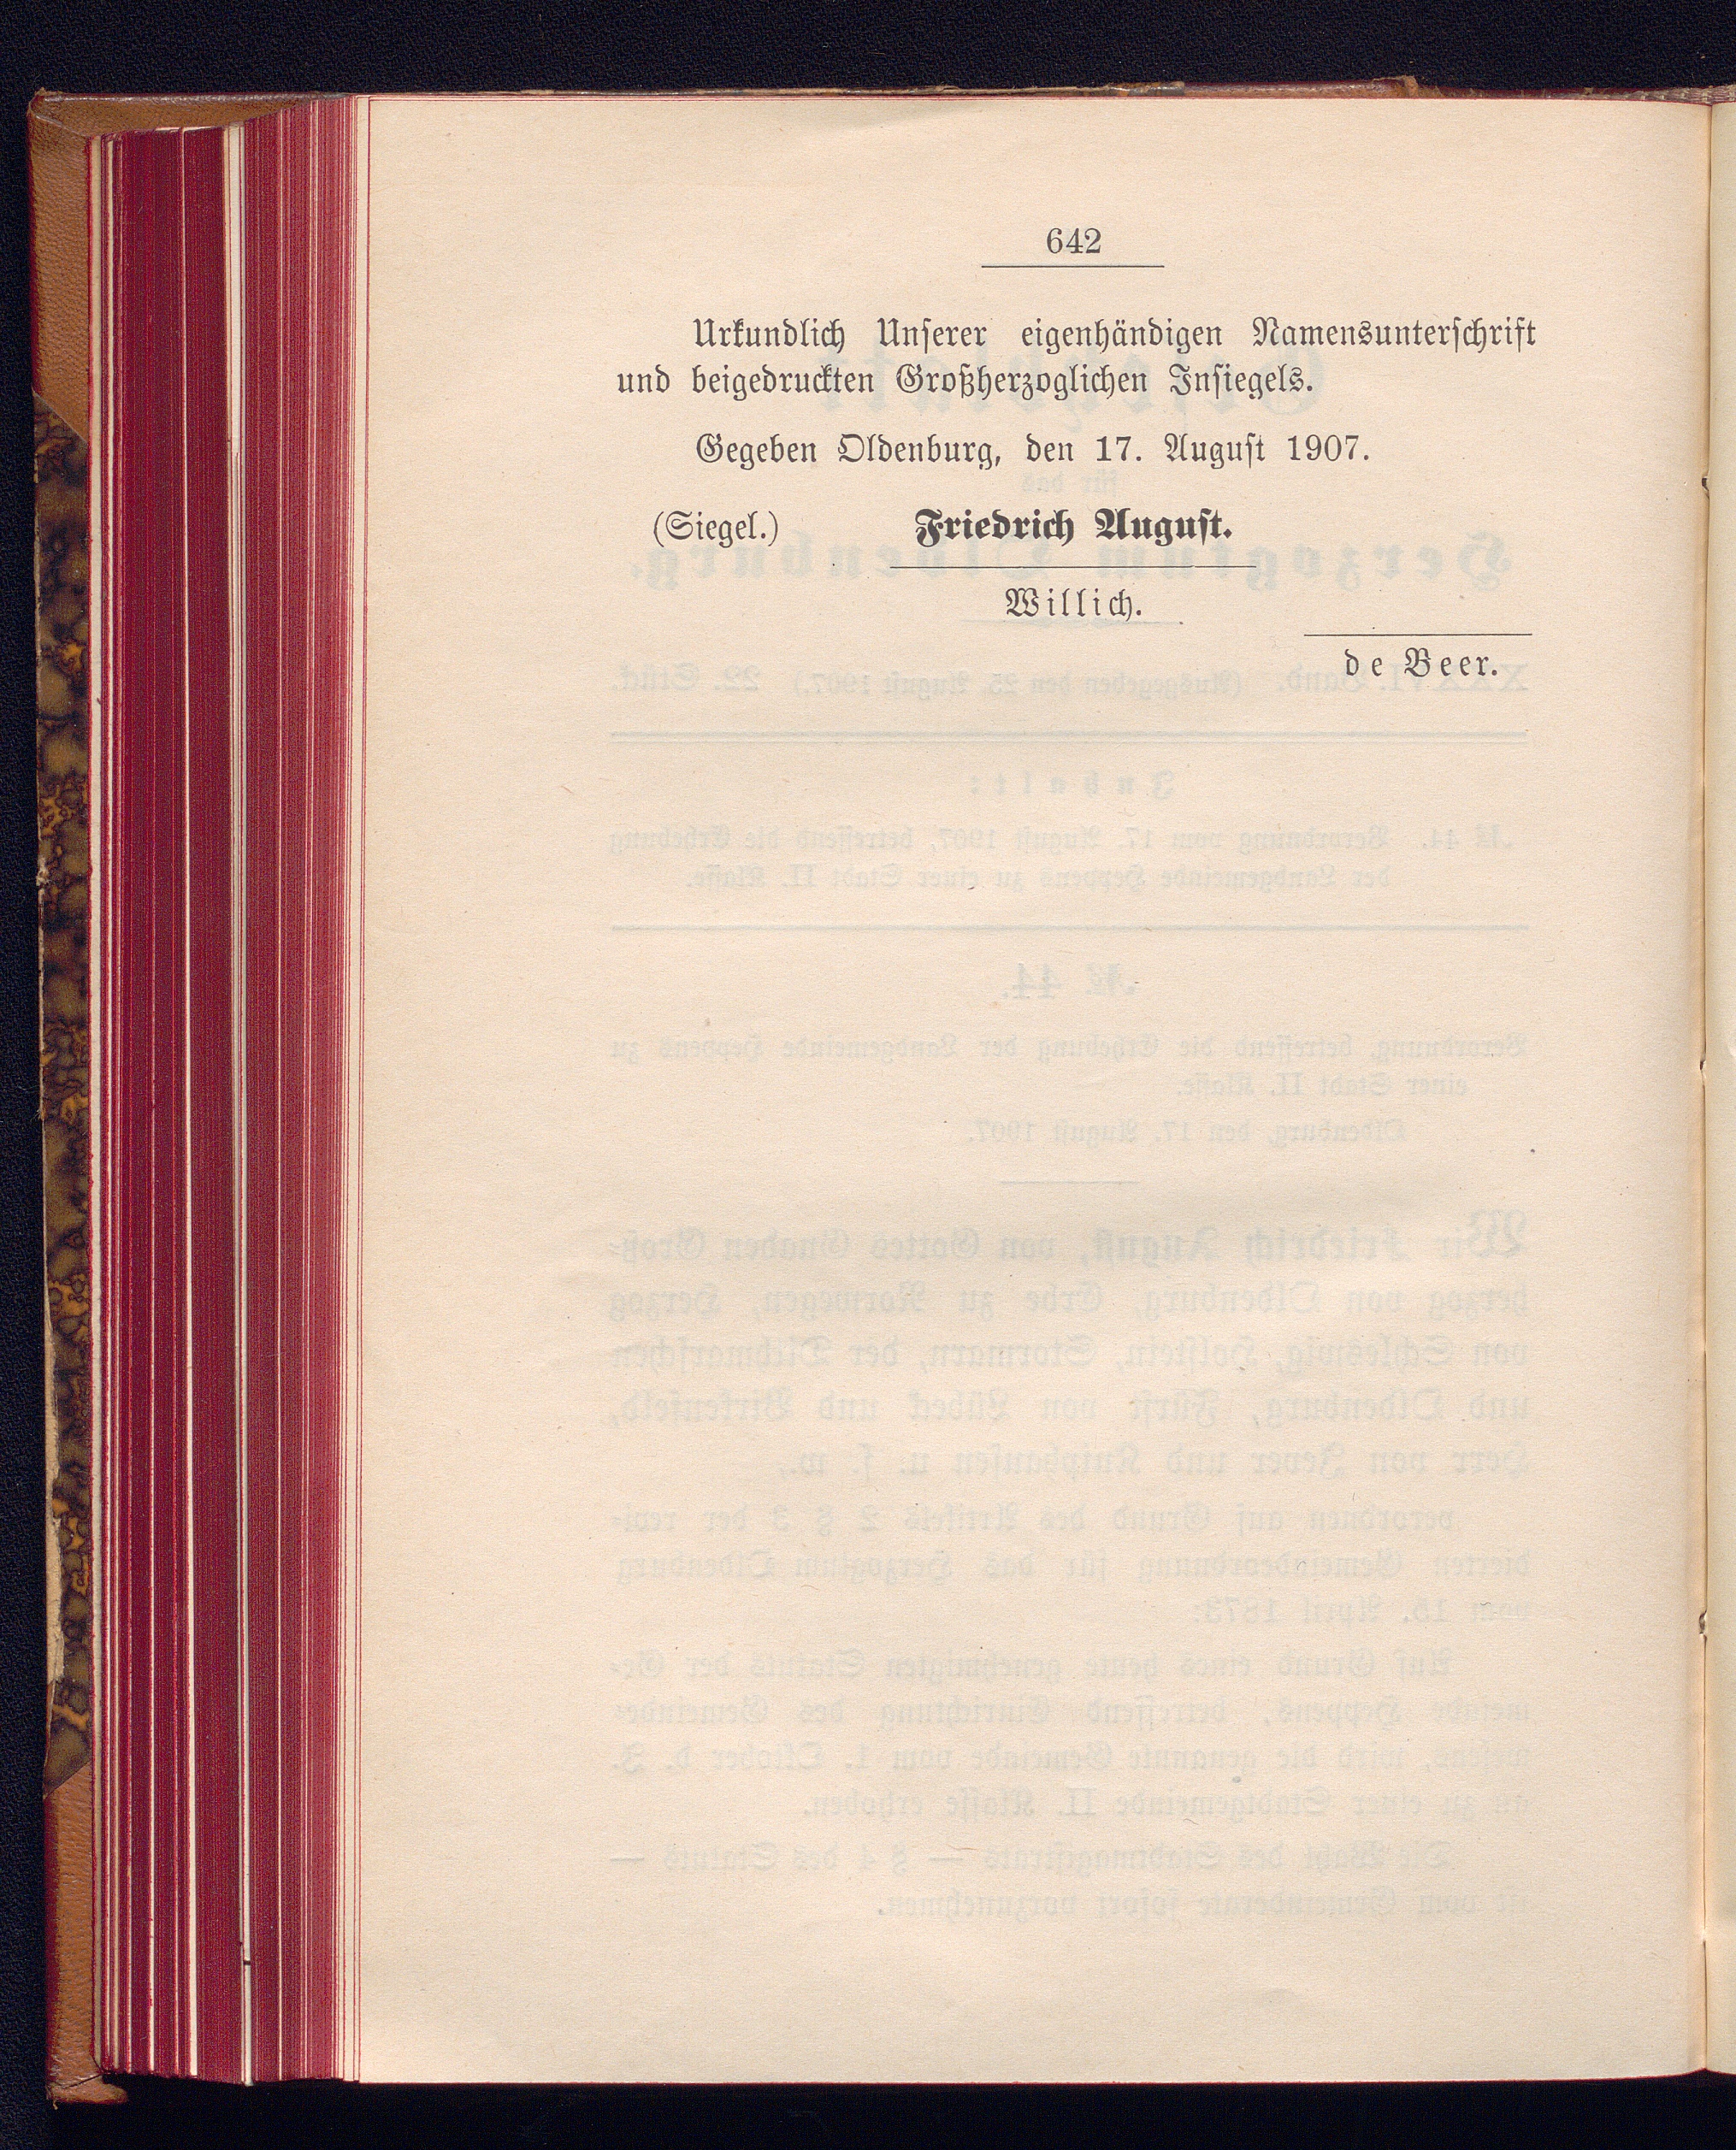 642
Urkundlich Unserer eigenhändigen Namensunterschrift
und beigedruckten Großherzoglichen Insiegels.
Gegeben Oldenburg, den 17. August 1907.
(Siegel.) Friedrich August.
Willich.
de Beer.